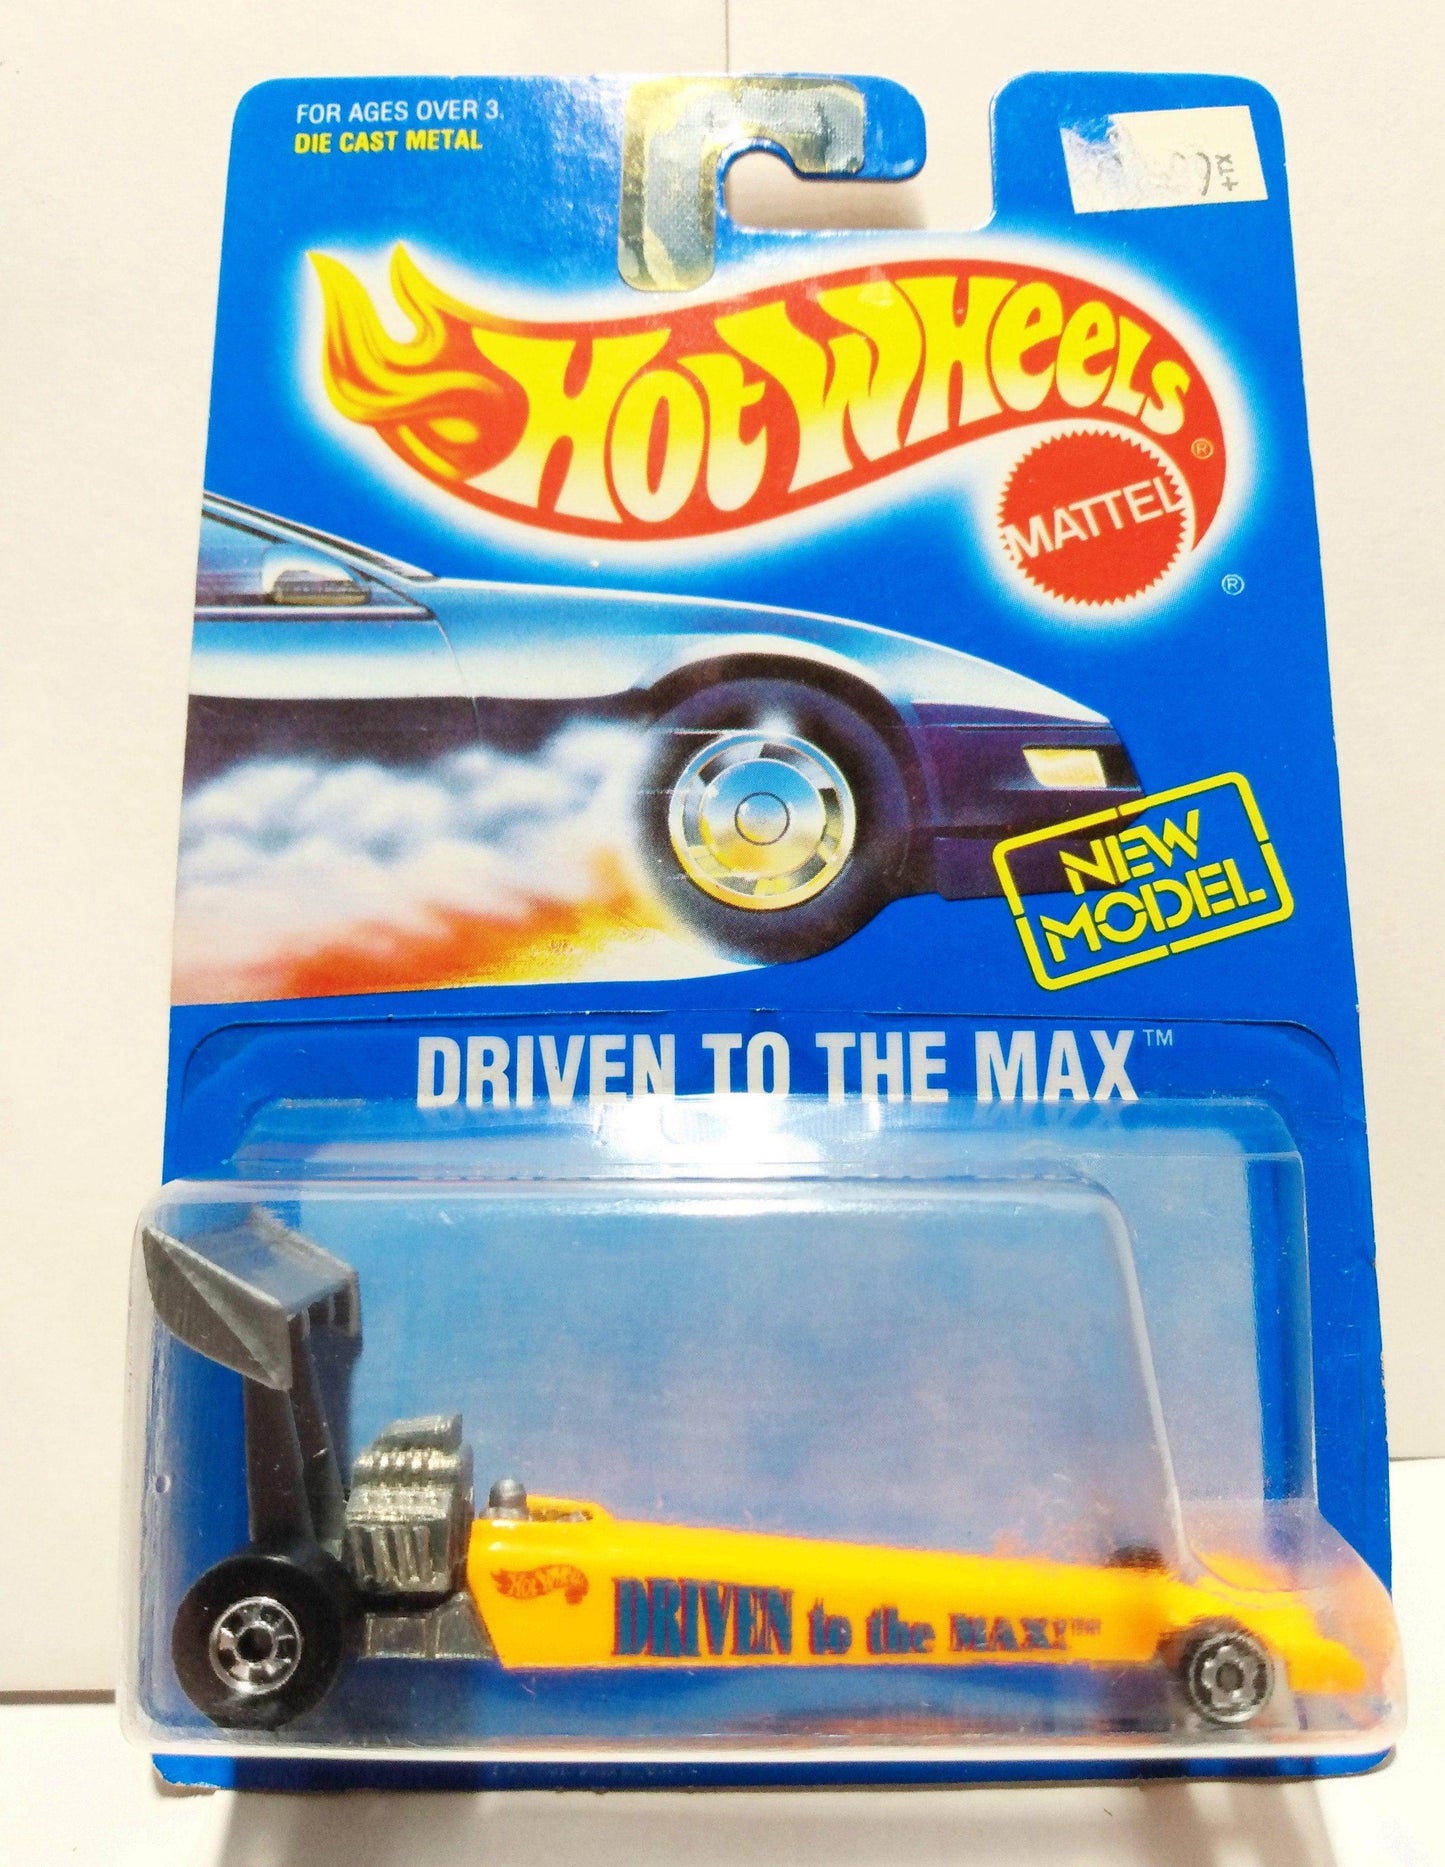 FOR AGES OVER 3.
DIE CAST METAL
HOT WHEELS ®
MATTEL
®
NEW
MODEL
DRIVEN TO THE MAX™
HOT WHEELS
DRIVEN to the MAX!